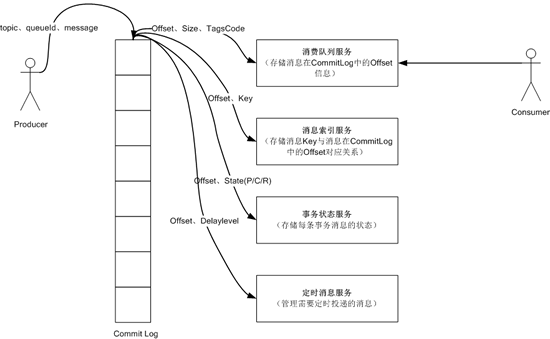 topic、queueId、message
Offset、Size、TagsCode
消费队列服务
（存储消息在CommitLog中的Offset
信息）
Producer
Consumer
Offset、Key
消息索引服务
（存储消息Key与消息在CommitLog
中的Offset对应关系）
Offset、State(P/C/R)
事务状态服务
（存储每条事务消息的状态）
Offset、Delaylevel
定时消息服务
（管理需要定时投递的消息）
Commit Log